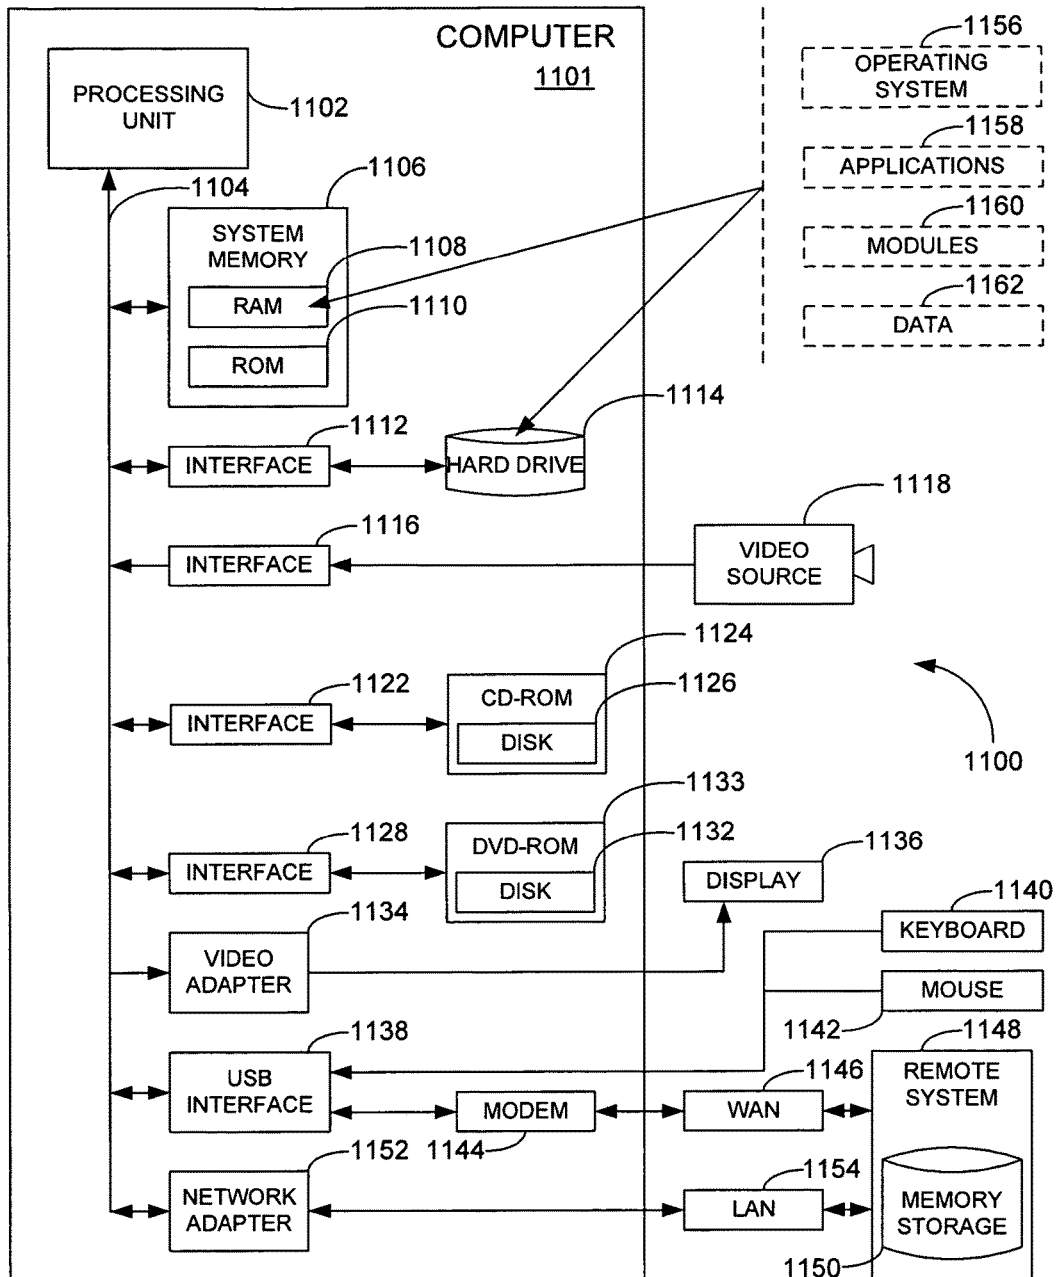 COMPUTER
1101
PROCESSING
UNIT
1102
1104
1106
SYSTEM
MEMORY
1108
RAM
1110
ROM
1156
OPERATING
SYSTEM
1158
APPLICATIONS
1160
MODULES
1162
DATA
1112
INTERFACE
1114
HARD DRIVE
1116
INTERFACE
1118
VIDEO
SOURCE
1122
INTERFACE
1124
CD-ROM
1126
DISK
1100
1128
INTERFACE
1133
DVD-ROM
1132
DISK
1136
DISPLAY
1134
VIDEO
ADAPTER
1140
KEYBOARD
MOUSE
1142
1138
USB
INTERFACE
MODEM
1144
1146
WAN
1148
REMOTE
SYSTEM
1152
NETWORK
ADAPTER
1154
LAN
MEMORY
STORAGE
1150